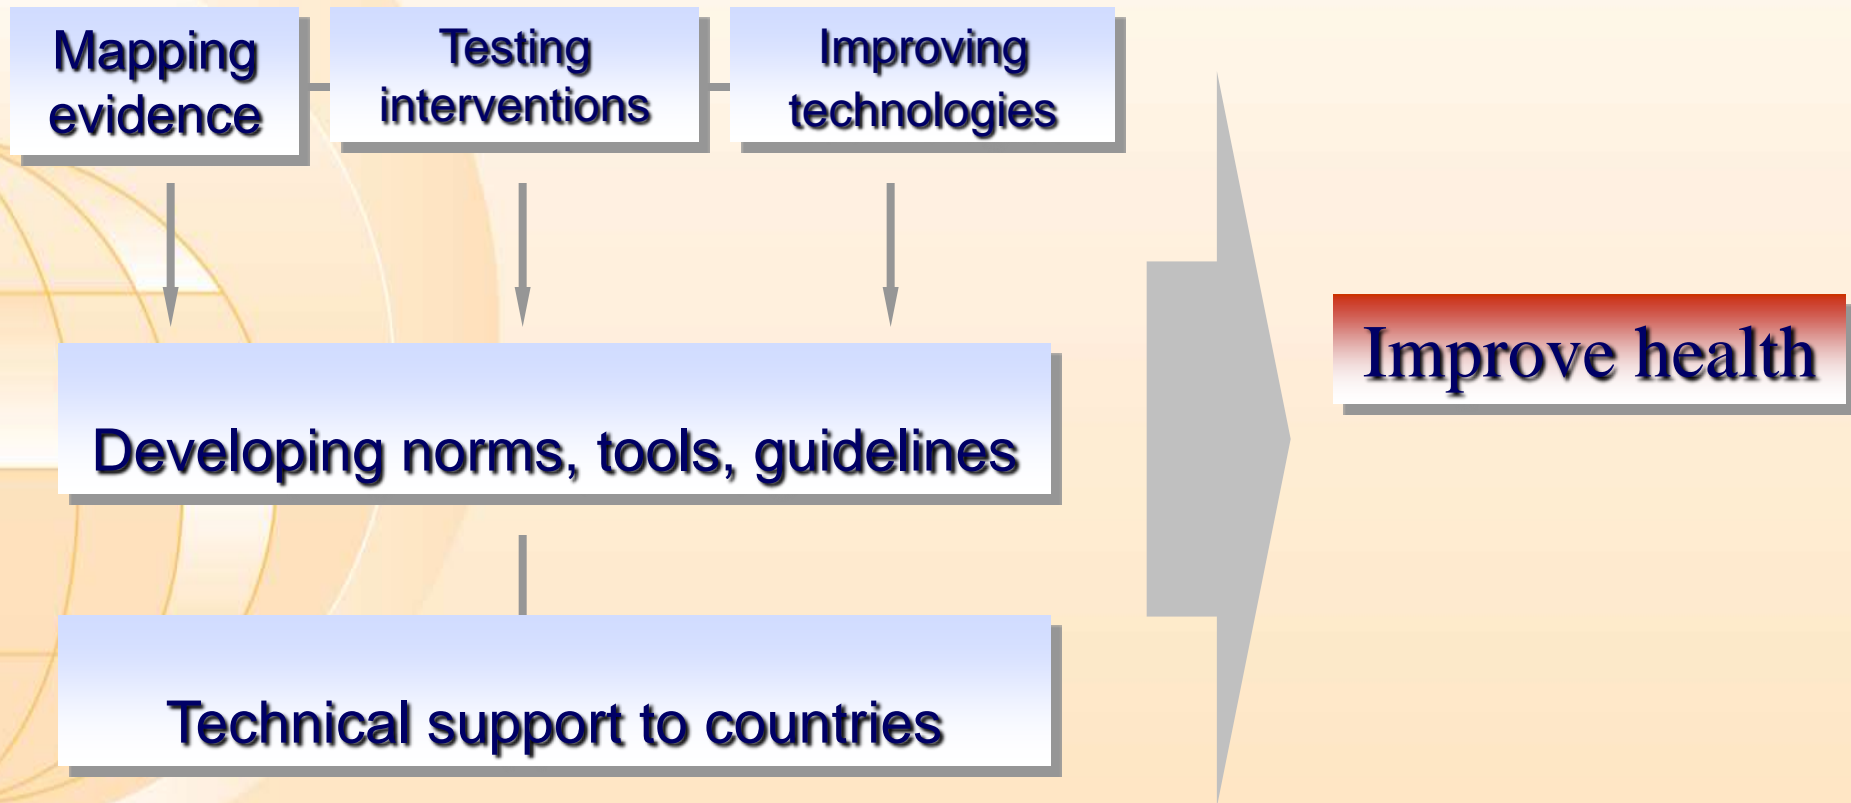 Mapping
evidence
Testing
interventions
Improving
technologies
Developing norms, tools, guidelines
Technical support to countries
Improve health